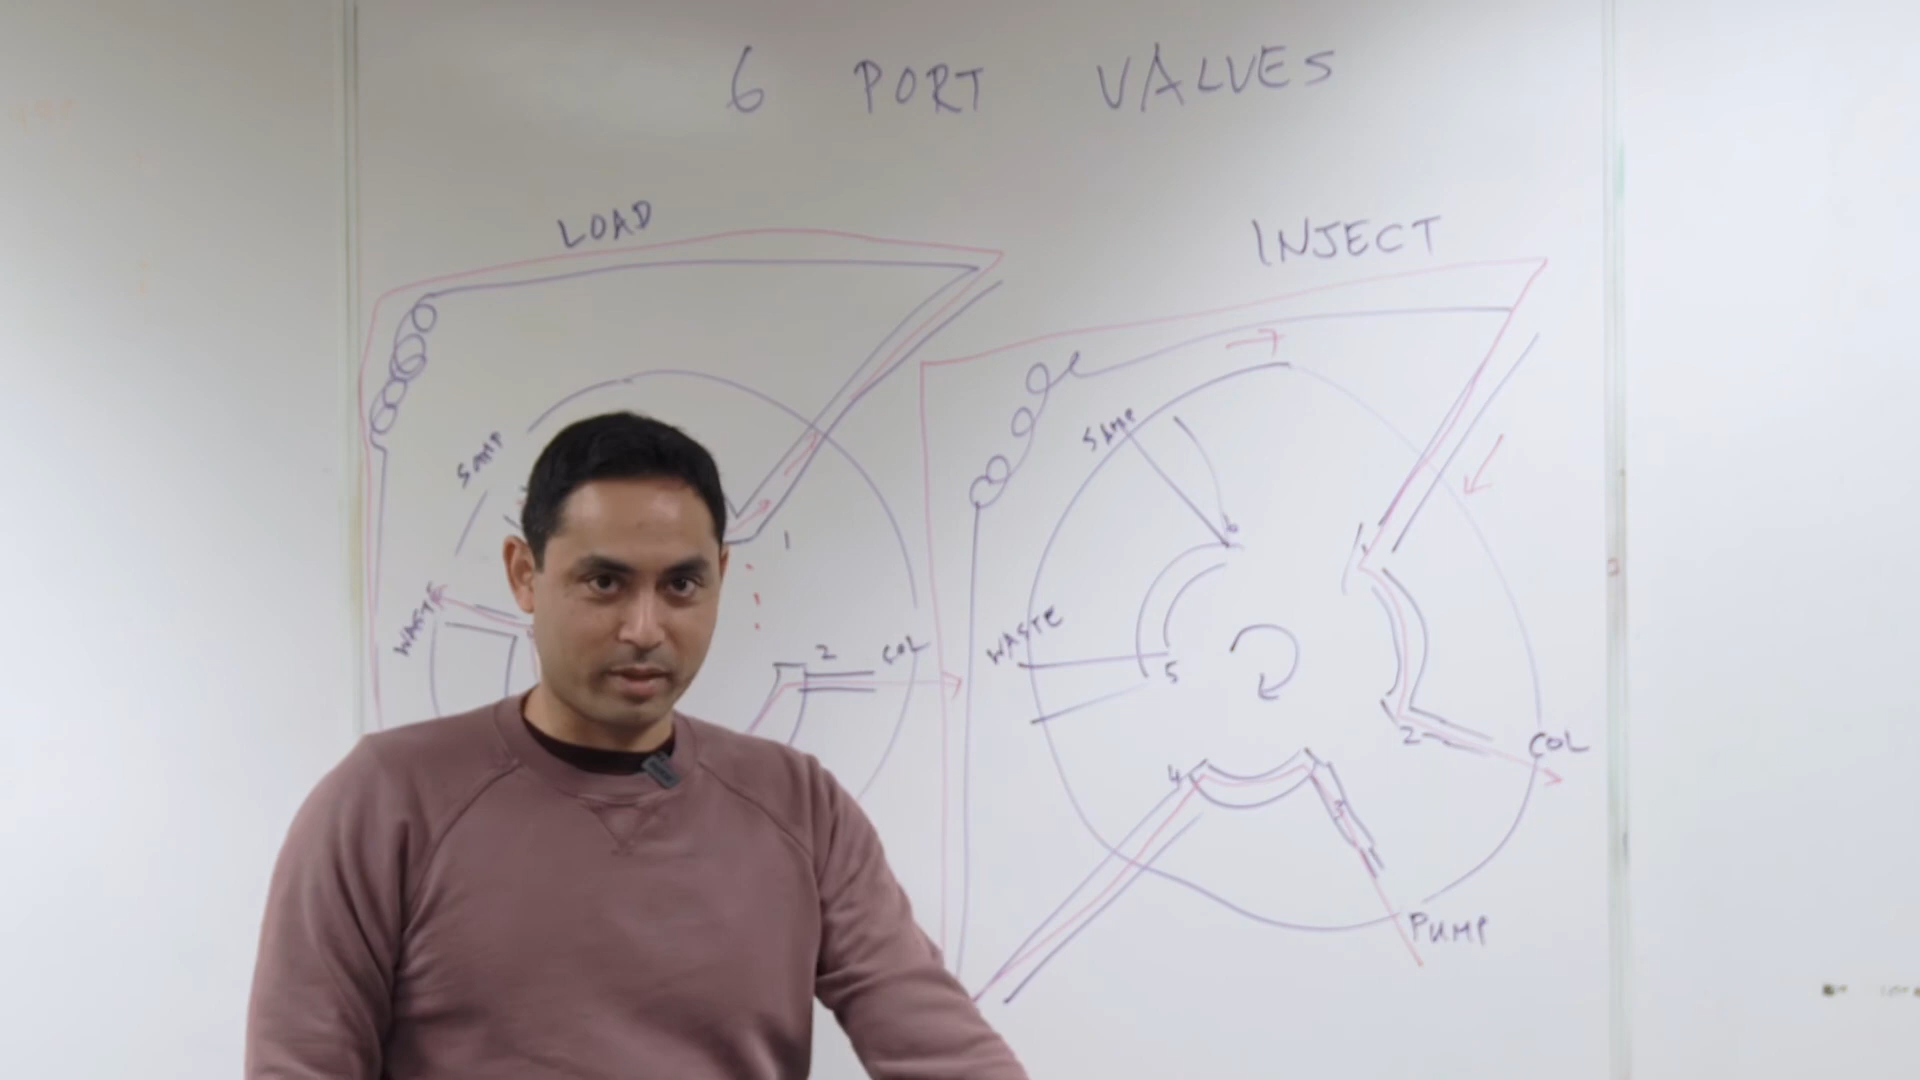 6 PORT VALVES
LOAD
INJECT
SAMP
WASTE
1
2
COL
SAMP
WASTE
6
1
5
2
COL
4
3
PUMP